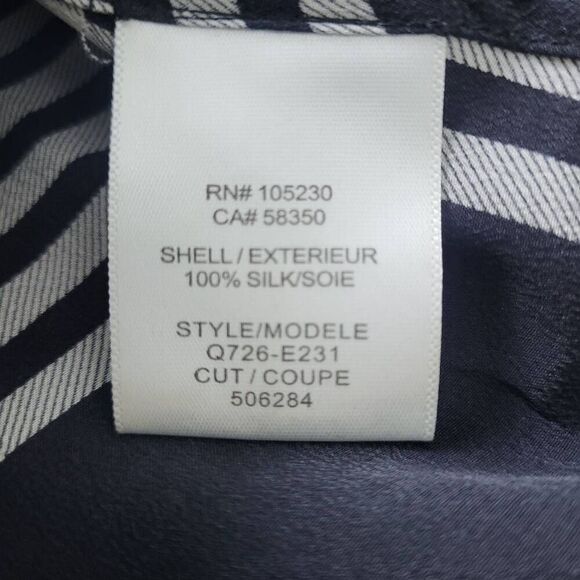 RN# 105230
CA# 58350
SHELL / EXTERIEUR
100% SILK/SOIE
STYLE/MODELE
Q726-E231
CUT / COUPE
506284